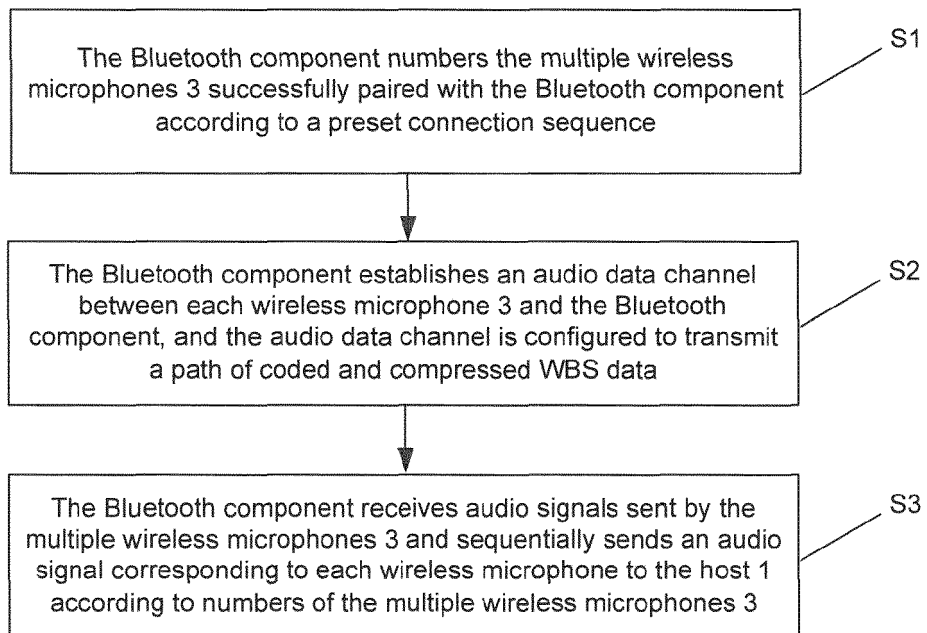 The Bluetooth component numbers the multiple wireless
microphones 3 successfully paired with the Bluetooth component
according to a preset connection sequence
S1
The Bluetooth component establishes an audio data channel
between each wireless microphone 3 and the Bluetooth
component, and the audio data channel is configured to transmit
a path of coded and compressed WBS data
S2
The Bluetooth component receives audio signals sent by the
multiple wireless microphones 3 and sequentially sends an audio
signal corresponding to each wireless microphone to the host 1
according to numbers of the multiple wireless microphones 3
S3